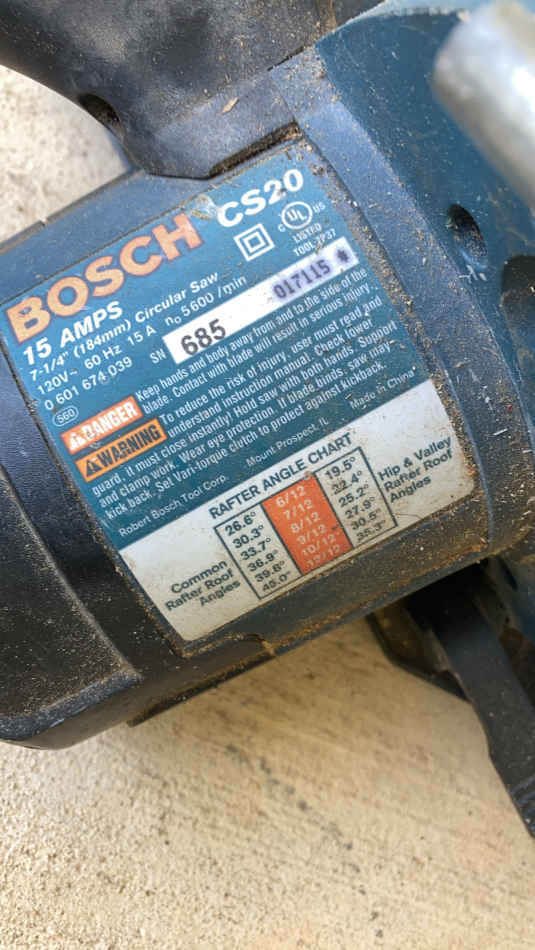 BOSCH CS20
15 AMPS
C UL US
LISTED
TOOL 7P37
7-1/4" (184mm) Circular Saw
120V~ 60 Hz 15 A n₀ 5600 /min
0 601 674 039 SN 685 017115 *
S60
DANGER Keep hands and body away from and to the side of the
blade. Contact with blade will result in serious injury.
WARNING To reduce the risk of injury, user must read and
understand instruction manual. Check lower
guard, it must close instantly! Hold saw with both hands. Support
and clamp work. Wear eye protection. If blade binds, saw may
kick back. Set Vari-torque clutch to protect against kickback.
Robert Bosch Tool Corp. Mount Prospect, IL Made in China
RAFTER ANGLE CHART
Common
Rafter Roof
Angles
26.6° 6/12 19.5°
30.3° 7/12 22.4°
33.7° 8/12 25.2°
36.9° 9/12 27.9°
39.8° 10/12 30.5°
45.0° 12/12 35.3°
Hip & Valley
Rafter Roof
Angles